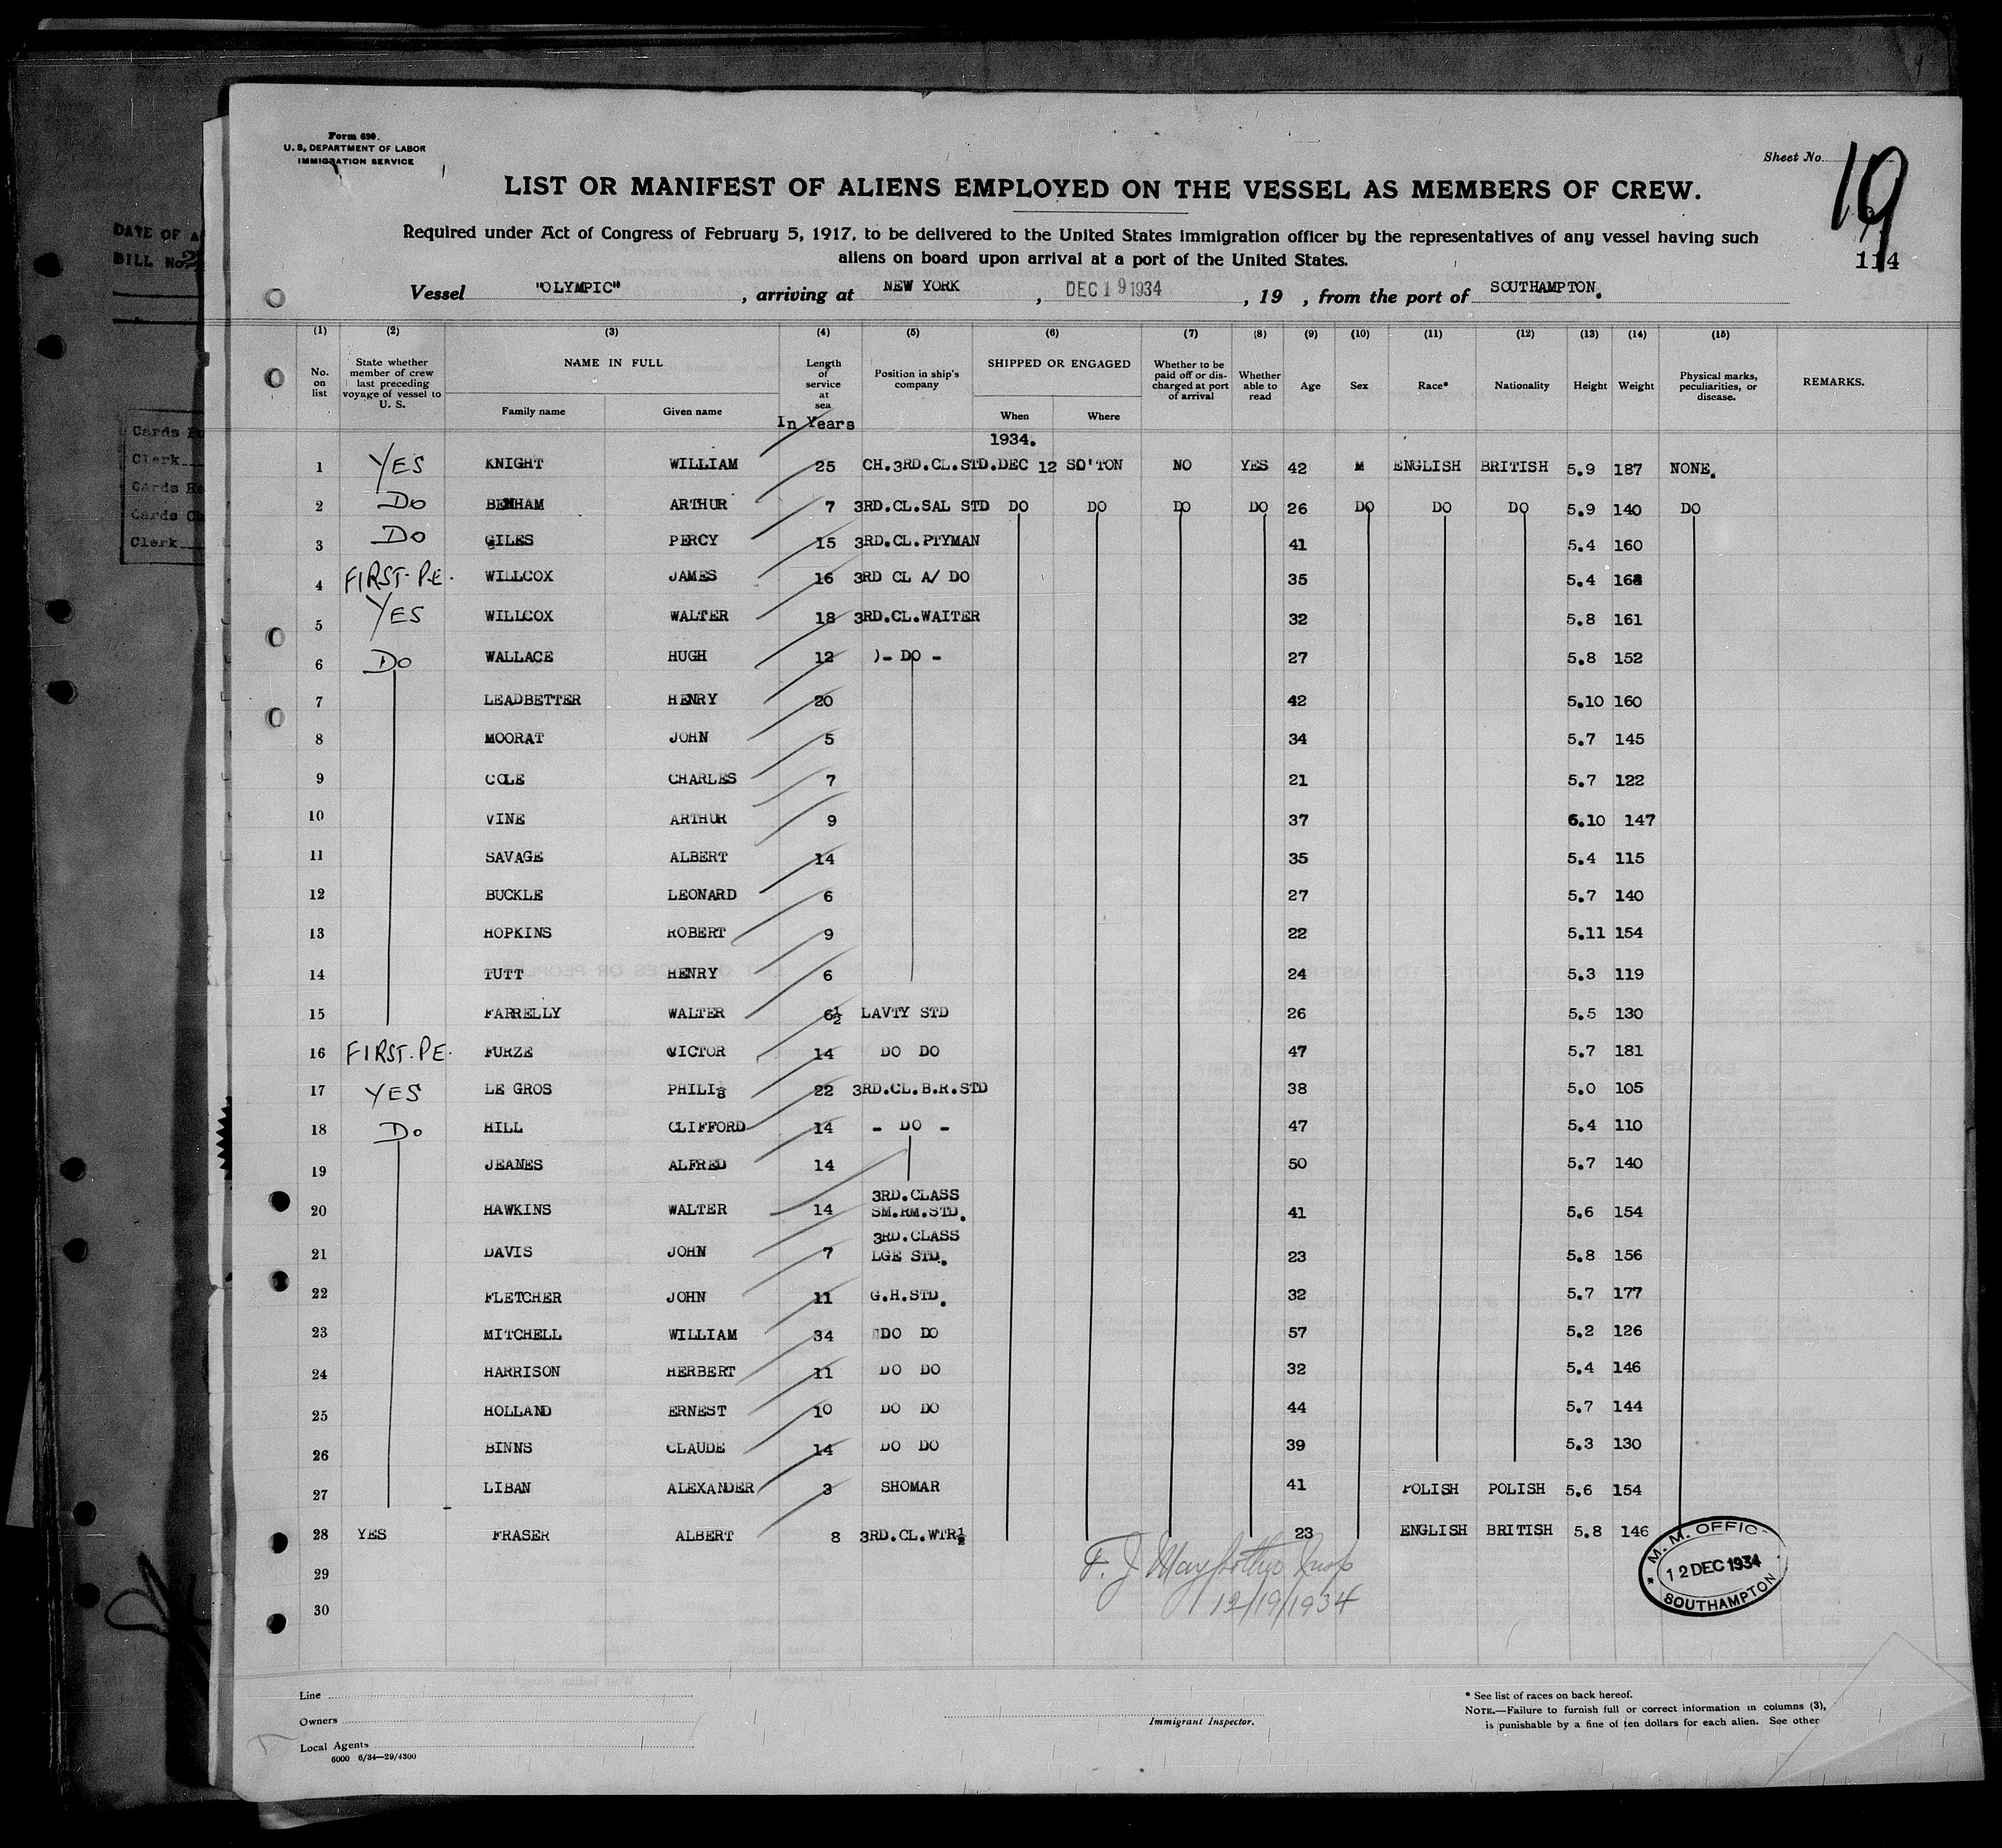 Form 680.
U. S. DEPARTMENT OF LABOR
IMMIGRATION SERVICE
Sheet No. 19
LIST OR MANIFEST OF ALIENS EMPLOYED ON THE VESSEL AS MEMBERS OF CREW.
Required under Act of Congress of February 5, 1917, to be delivered to the United States immigration officer by the representatives of any vessel having such
aliens on board upon arrival at a port of the United States.
114
Vessel "OLYMPIC", arriving at NEW YORK, DEC 19 1934, 19 , from the port of SOUTHAMPTON.
DATE OF
BILL No.
Cards
Clerk
Cards
Cards
Clerk
(1) (2) (3) (4) (5) (6) (7) (8) (9) (10) (11) (12) (13) (14) (15)
No. on list State whether member of crew last preceding voyage of vessel to U. S. NAME IN FULL Length of service at sea Position in ship's company SHIPPED OR ENGAGED Whether to be paid off or discharged at port of arrival Whether able to read Age Sex Race* Nationality Height Weight Physical marks, peculiarities, or disease. REMARKS.
Family name Given name In Years When Where
1934.
1 YES KNIGHT WILLIAM 25 CH.3RD.CL.STD. DEC 12 SO'TON NO YES 42 M ENGLISH BRITISH 5.9 187 NONE.
2 Do BENHAM ARTHUR 7 3RD.CL.SAL STD DO DO DO DO 26 DO DO DO 5.9 140 DO
3 Do GILES PERCY 15 3RD.CL.PTYMAN 41 5.4 160
4 FIRST. P.E. WILLCOX JAMES 16 3RD CL A/ DO 35 5.4 168
5 YES WILLCOX WALTER 18 3RD.CL.WAITER 32 5.8 161
6 Do WALLACE HUGH 12 )- DO - 27 5.8 152
7 LEADBETTER HENRY 20 42 5.10 160
8 MOORAT JOHN 5 34 5.7 145
9 COLE CHARLES 7 21 5.7 122
10 VINE ARTHUR 9 37 6.10 147
11 SAVAGE ALBERT 14 35 5.4 115
12 BUCKLE LEONARD 6 27 5.7 140
13 HOPKINS ROBERT 9 22 5.11 154
14 TUTT HENRY 6 24 5.3 119
15 FARRELLY WALTER 6½ LAVTY STD 26 5.5 130
16 FIRST. P.E. FURZE VICTOR 14 DO DO 47 5.7 181
17 YES LE GROS PHILI 22 3RD.CL.B.R.STD 38 5.0 105
18 Do HILL CLIFFORD 14 - DO - 47 5.4 110
19 JEANES ALFRED 14 50 5.7 140
20 HAWKINS WALTER 14 3RD.CLASS SM.RM.STD. 41 5.6 154
21 DAVIS JOHN 7 3RD.CLASS LGE STD. 23 5.8 156
22 FLETCHER JOHN 11 G.H.STD. 32 5.7 177
23 MITCHELL WILLIAM 34 DO DO 57 5.2 126
24 HARRISON HERBERT 11 DO DO 32 5.4 146
25 HOLLAND ERNEST 10 DO DO 44 5.7 144
26 BINNS CLAUDE 14 DO DO 39 5.3 130
27 LIBAN ALEXANDER 3 SHOMAR 41 POLISH POLISH 5.6 154
28 YES FRASER ALBERT 8 3RD.CL.WTR½ 23 ENGLISH BRITISH 5.8 146
29
30
F. J. Insp
12/19/1934
M. M. OFFIC
12 DEC 1934
SOUTHAMPTON
Line
Owners
Local Agents
6000 6/34—29/4300
Immigrant Inspector.
* See list of races on back hereof.
NOTE.—Failure to furnish full or correct information in columns (3),
is punishable by a fine of ten dollars for each alien. See other